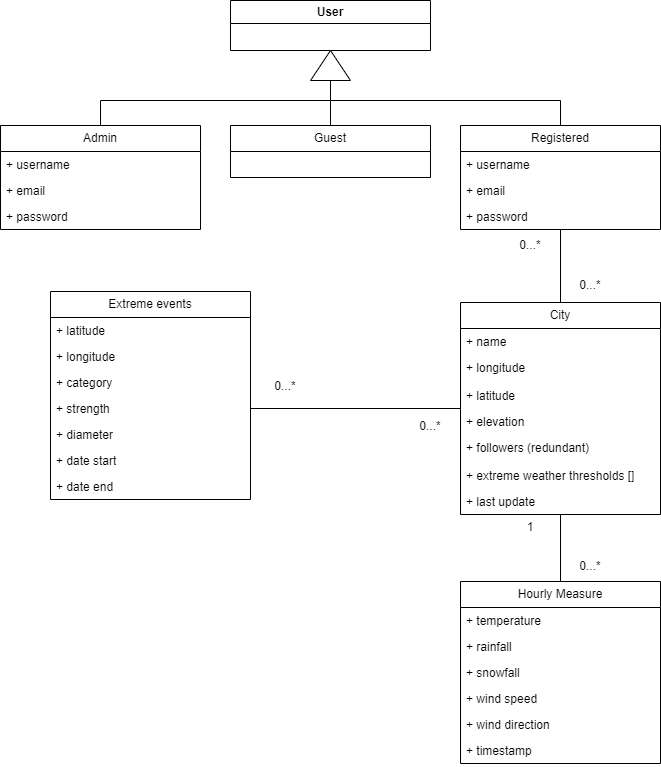 User
Admin
+ username
+ email
+ password
Guest
Registered
+ username
+ email
+ password
0...*
0...*
Extreme events
+ latitude
+ longitude
+ category
+ strength
+ diameter
+ date start
+ date end
0...*
0...*
City
+ name
+ longitude
+ latitude
+ elevation
+ followers (redundant)
+ extreme weather thresholds []
+ last update
1
0...*
Hourly Measure
+ temperature
+ rainfall
+ snowfall
+ wind speed
+ wind direction
+ timestamp